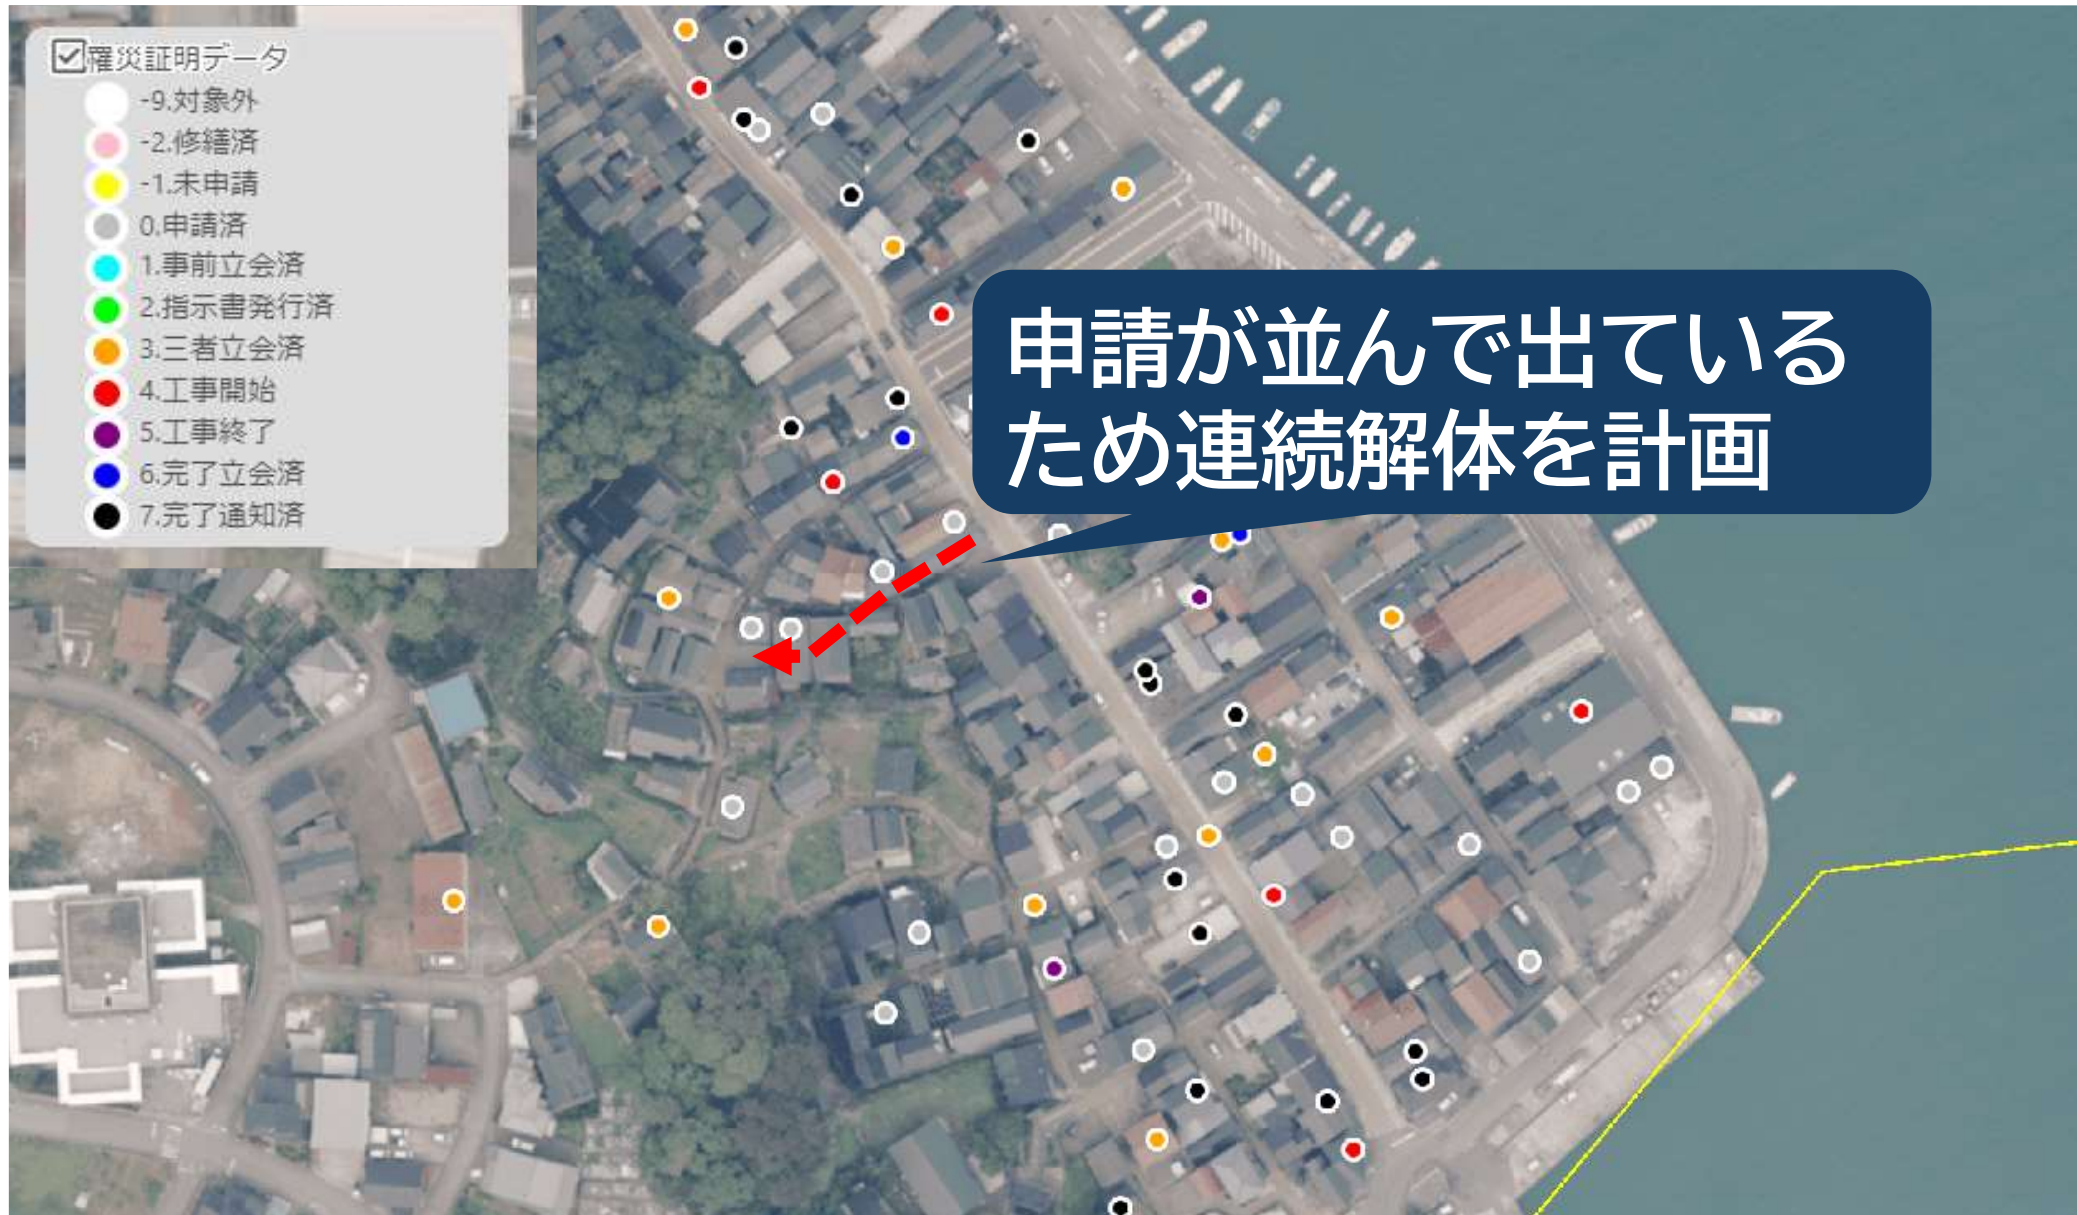 罹災証明データ
-9.対象外
-2.修繕済
-1.未申請
0.申請済
1.事前立会済
2.指示書発行済
3.三者立会済
4.工事開始
5.工事終了
6.完了立会済
7.完了通知済
申請が並んで出ている
ため連続解体を計画